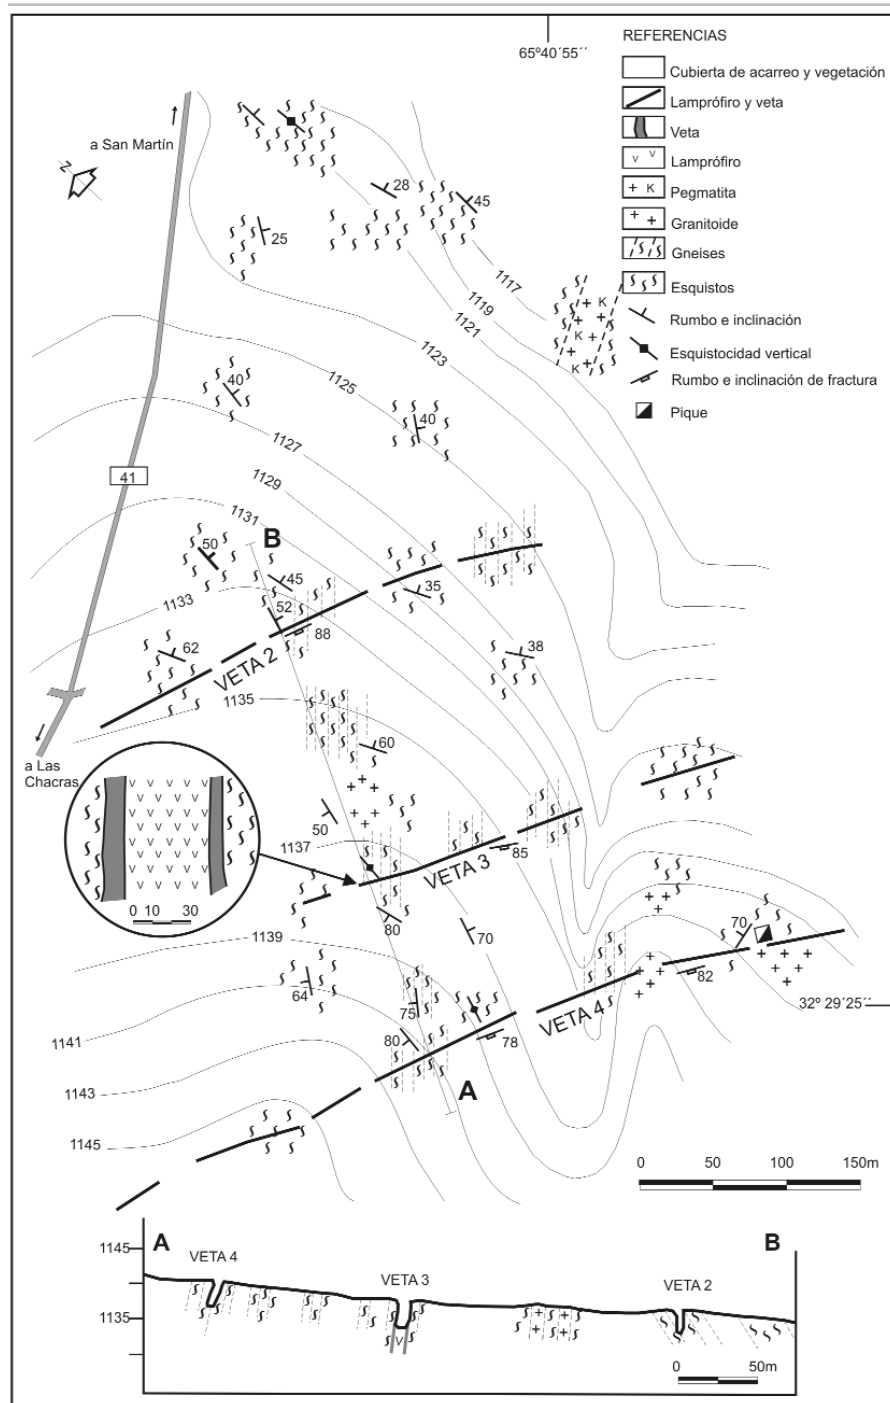 65º 40´55´´
REFERENCIAS
Cubierta de acarreo y vegetación
Lamprófiro y veta
Veta
v v
Lamprófiro
+ K
Pegmatita
+ +
+
Granitoide
Gneises
Esquistos
Rumbo e inclinación
Esquistocidad vertical
Rumbo e inclinación de fractura
Pique
a San Martín
N
28
45
25
1117
1119
1121
1123
1125
1127
1129
1131
1133
K
K
K
40
40
41
B
50
45
52
88
35
62
38
VETA 2
1135
60
a Las
Chacras
50
1137
85
VETA 3
80
0 10 30
70
70
1139
64
75
82
32º 29´25´´
VETA 4
78
80
1141
A
1143
1145
0 50 100 150m
1145
A
B
VETA 4
VETA 3
VETA 2
1135
V
0 50m